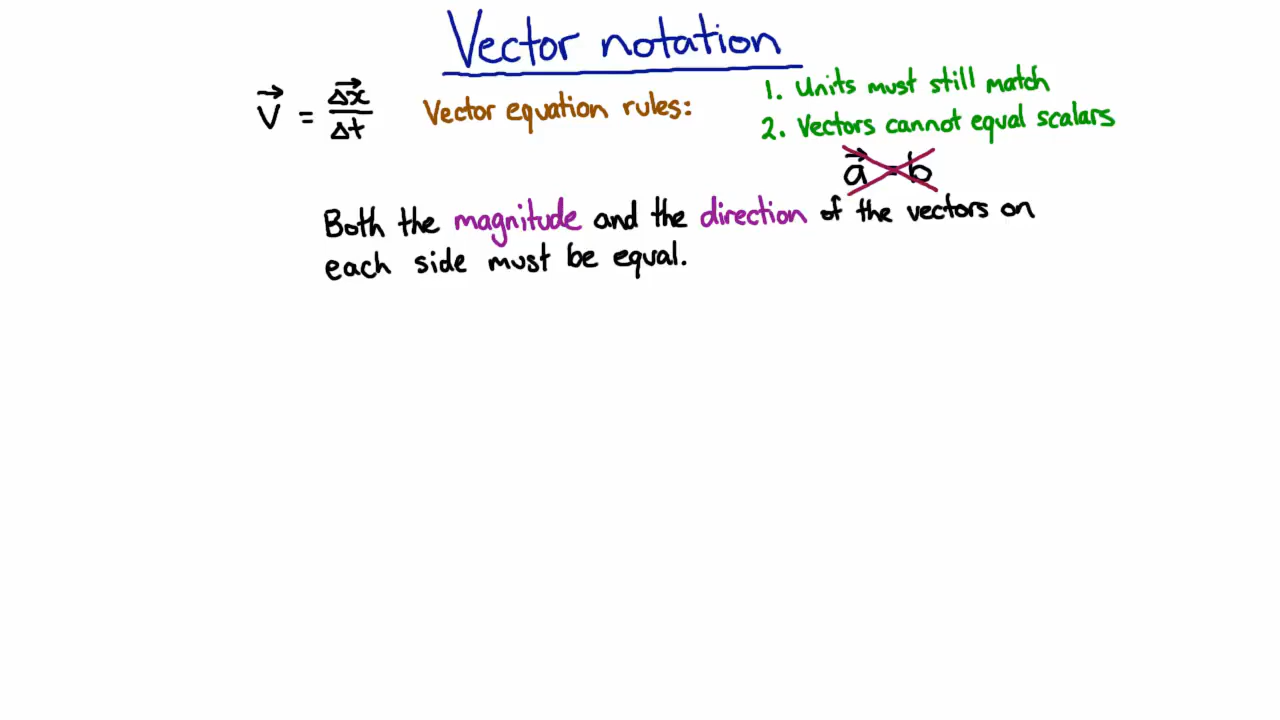 Vector notation
v⃗ = Δx⃗/Δt
Vector equation rules:
1. Units must still match
2. Vectors cannot equal scalars
a⃗ = b
Both the magnitude and the direction of the vectors on
each side must be equal.